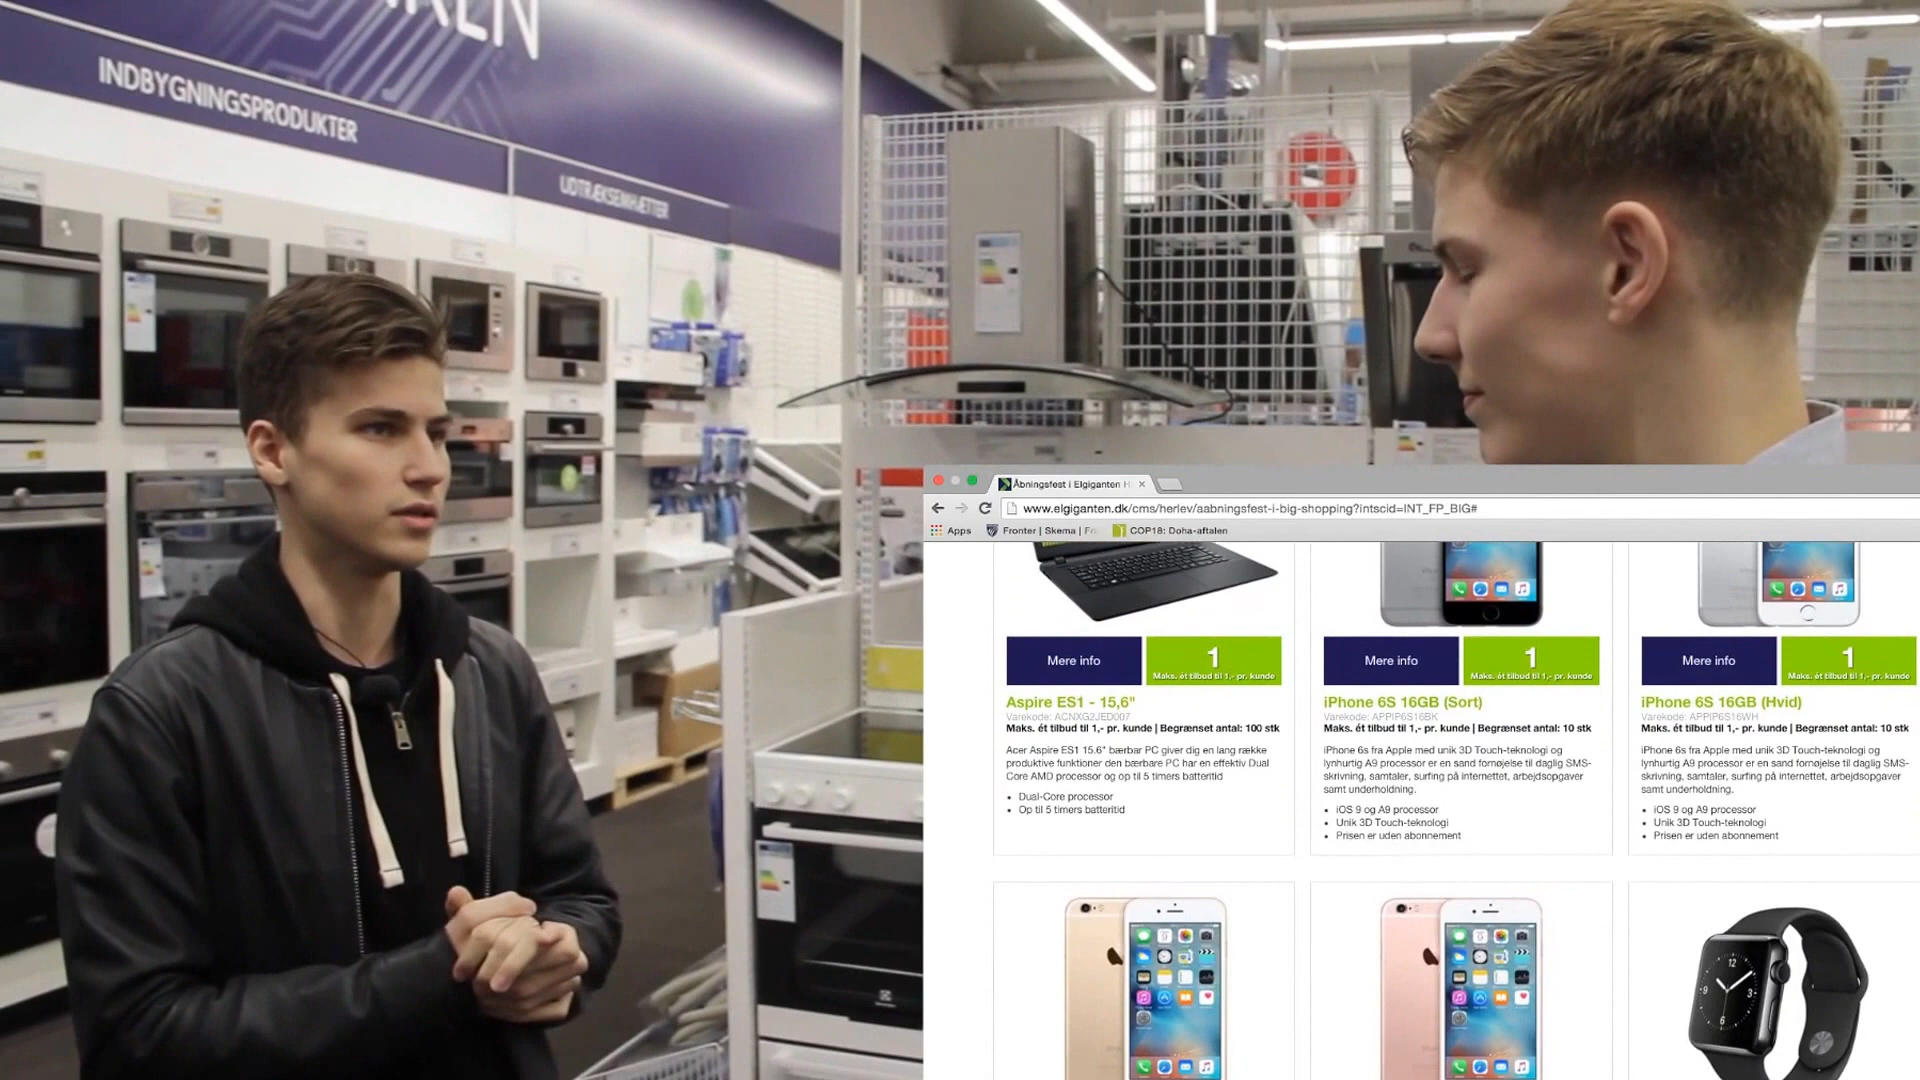 INDBYGNINGSPRODUKTER
UDTRÆKSEMHÆTTER
Åbningsfest i Elgiganten H
www.elgiganten.dk/cms/herlev/aabningsfest-i-big-shopping?intscid=INT_FP_BIG#
Apps Fronter | Skema | Fr COP18: Doha-aftalen
Mere info
1
Maks. ét tilbud til 1,- pr. kunde
Aspire ES1 - 15,6"
Varekode: ACNXG2JED007
Maks. ét tilbud til 1,- pr. kunde | Begrænset antal: 100 stk
Acer Aspire ES1 15.6" bærbar PC giver dig en lang række
produktive funktioner den bærbare PC har en effektiv Dual
Core AMD processor og op til 5 timers batteritid
• Dual-Core processor
• Op til 5 timers batteritid
Mere info
1
Maks. ét tilbud til 1,- pr. kunde
iPhone 6S 16GB (Sort)
Varekode: APPIP6S16BK
Maks. ét tilbud til 1,- pr. kunde | Begrænset antal: 10 stk
iPhone 6s fra Apple med unik 3D Touch-teknologi og
lynhurtig A9 processor er en sand fornøjelse til daglig SMS-
skrivning, samtaler, surfing på internettet, arbejdsopgaver
samt underholdning.
• iOS 9 og A9 processor
• Unik 3D Touch-teknologi
• Prisen er uden abonnement
Mere info
1
Maks. ét tilbud til 1,- pr. kunde
iPhone 6S 16GB (Hvid)
Varekode: APPIP6S16WH
Maks. ét tilbud til 1,- pr. kunde | Begrænset antal: 10 stk
iPhone 6s fra Apple med unik 3D Touch-teknologi og
lynhurtig A9 processor er en sand fornøjelse til daglig SMS-
skrivning, samtaler, surfing på internettet, arbejdsopgaver
samt underholdning.
• iOS 9 og A9 processor
• Unik 3D Touch-teknologi
• Prisen er uden abonnement
12
3
6
9